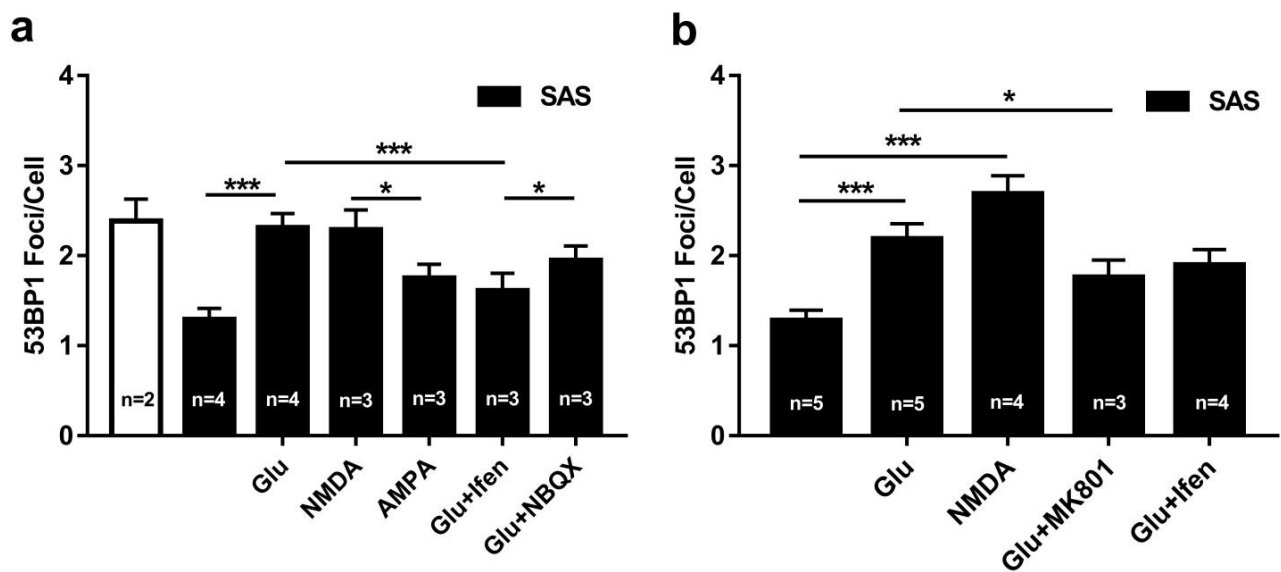 a
4
3
2
1
0
53BP1 Foci/Cell
SAS
***
***
*
*
n=2
n=4
n=4
n=3
n=3
n=3
n=3
Glu
NMDA
AMPA
Glu+Ifen
Glu+NBQX
b
4
3
2
1
0
53BP1 Foci/Cell
SAS
*
***
***
n=5
n=5
n=4
n=3
n=4
Glu
NMDA
Glu+MK801
Glu+Ifen